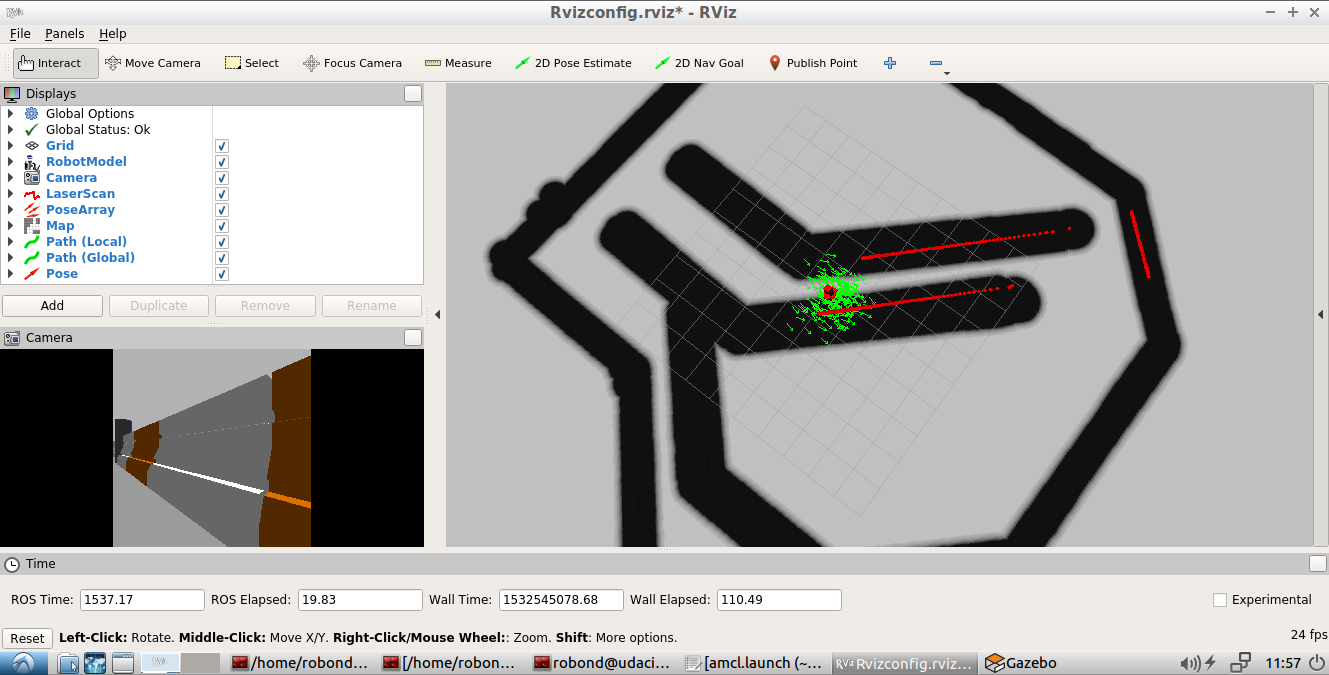 RViz
Rvizconfig.rviz* - RViz
File Panels Help
Interact Move Camera Select Focus Camera Measure 2D Pose Estimate 2D Nav Goal Publish Point
Displays
Global Options
Global Status: Ok
Grid
RobotModel
Camera
LaserScan
PoseArray
Map
Path (Local)
Path (Global)
Pose
Add Duplicate Remove Rename
Camera
Time
ROS Time: 1537.17 ROS Elapsed: 19.83 Wall Time: 1532545078.68 Wall Elapsed: 110.49 Experimental
Reset Left-Click: Rotate. Middle-Click: Move X/Y. Right-Click/Mouse Wheel:: Zoom. Shift: More options. 24 fps
RViz /home/robond... [/home/robon... robond@udaci... [amcl.launch (~... RViz Rvizconfig.rviz... Gazebo 11:57